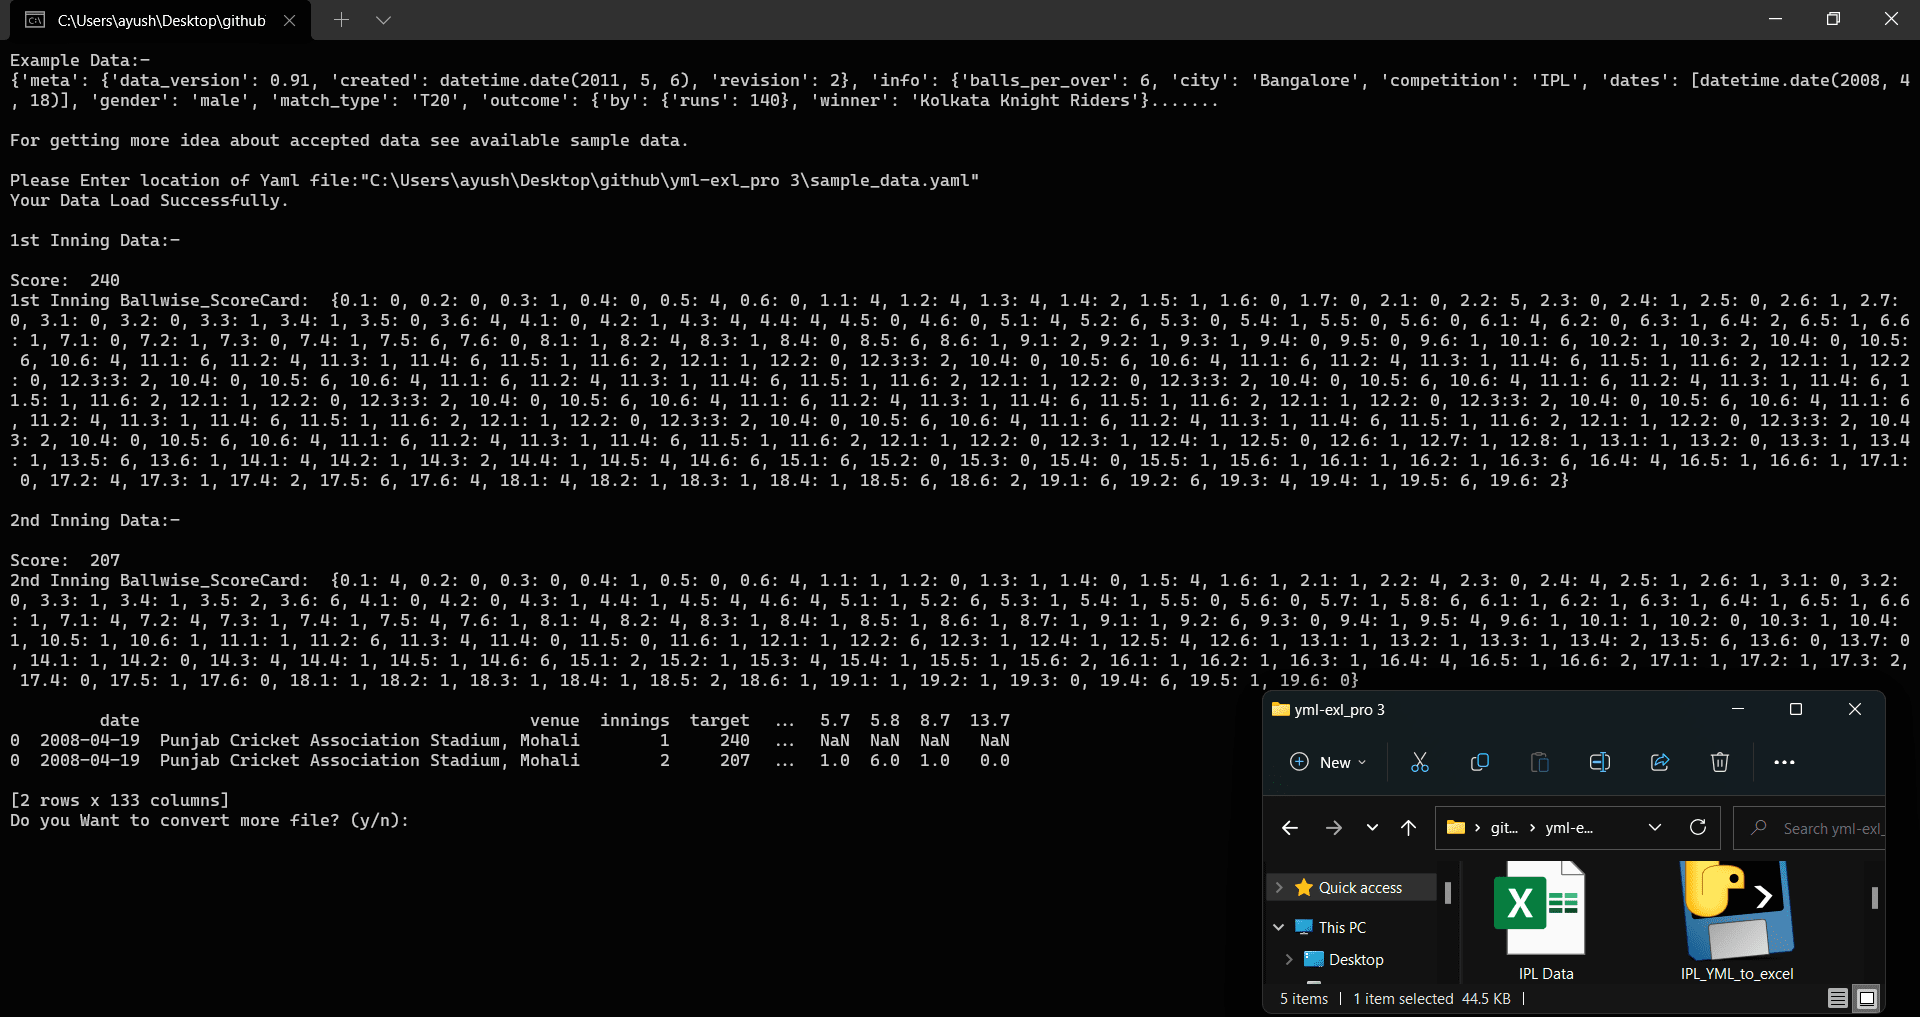 C:\Users\ayush\Desktop\github
Example Data:-
{'meta': {'data_version': 0.91, 'created': datetime.date(2011, 5, 6), 'revision': 2}, 'info': {'balls_per_over': 6, 'city': 'Bangalore', 'competition': 'IPL', 'dates': [datetime.date(2008, 4
, 18)], 'gender': 'male', 'match_type': 'T20', 'outcome': {'by': {'runs': 140}, 'winner': 'Kolkata Knight Riders'}.......
For getting more idea about accepted data see available sample data.
Please Enter location of Yaml file:"C:\Users\ayush\Desktop\github\yml-exl_pro 3\sample_data.yaml"
Your Data Load Successfully.
1st Inning Data:-
Score:  240
1st Inning Ballwise_ScoreCard:  {0.1: 0, 0.2: 0, 0.3: 1, 0.4: 0, 0.5: 4, 0.6: 0, 1.1: 4, 1.2: 4, 1.3: 4, 1.4: 2, 1.5: 1, 1.6: 0, 1.7: 0, 2.1: 0, 2.2: 5, 2.3: 0, 2.4: 1, 2.5: 0, 2.6: 1, 2.7:
0, 3.1: 0, 3.2: 0, 3.3: 1, 3.4: 1, 3.5: 0, 3.6: 4, 4.1: 0, 4.2: 1, 4.3: 4, 4.4: 4, 4.5: 0, 4.6: 0, 5.1: 4, 5.2: 6, 5.3: 0, 5.4: 1, 5.5: 0, 5.6: 0, 6.1: 4, 6.2: 0, 6.3: 1, 6.4: 2, 6.5: 1, 6.6
: 1, 7.1: 0, 7.2: 1, 7.3: 0, 7.4: 1, 7.5: 6, 7.6: 0, 8.1: 1, 8.2: 4, 8.3: 1, 8.4: 0, 8.5: 6, 8.6: 1, 9.1: 2, 9.2: 1, 9.3: 1, 9.4: 0, 9.5: 0, 9.6: 1, 10.1: 6, 10.2: 1, 10.3: 2, 10.4: 0, 10.5:
6, 10.6: 4, 11.1: 6, 11.2: 4, 11.3: 1, 11.4: 6, 11.5: 1, 11.6: 2, 12.1: 1, 12.2: 0, 12.3:3: 2, 10.4: 0, 10.5: 6, 10.6: 4, 11.1: 6, 11.2: 4, 11.3: 1, 11.4: 6, 11.5: 1, 11.6: 2, 12.1: 1, 12.2
: 0, 12.3:3: 2, 10.4: 0, 10.5: 6, 10.6: 4, 11.1: 6, 11.2: 4, 11.3: 1, 11.4: 6, 11.5: 1, 11.6: 2, 12.1: 1, 12.2: 0, 12.3:3: 2, 10.4: 0, 10.5: 6, 10.6: 4, 11.1: 6, 11.2: 4, 11.3: 1, 11.4: 6, 1
1.5: 1, 11.6: 2, 12.1: 1, 12.2: 0, 12.3:3: 2, 10.4: 0, 10.5: 6, 10.6: 4, 11.1: 6, 11.2: 4, 11.3: 1, 11.4: 6, 11.5: 1, 11.6: 2, 12.1: 1, 12.2: 0, 12.3:3: 2, 10.4: 0, 10.5: 6, 10.6: 4, 11.1: 6
, 11.2: 4, 11.3: 1, 11.4: 6, 11.5: 1, 11.6: 2, 12.1: 1, 12.2: 0, 12.3:3: 2, 10.4: 0, 10.5: 6, 10.6: 4, 11.1: 6, 11.2: 4, 11.3: 1, 11.4: 6, 11.5: 1, 11.6: 2, 12.1: 1, 12.2: 0, 12.3:3: 2, 10.4
3: 2, 10.4: 0, 10.5: 6, 10.6: 4, 11.1: 6, 11.2: 4, 11.3: 1, 11.4: 6, 11.5: 1, 11.6: 2, 12.1: 1, 12.2: 0, 12.3: 1, 12.4: 1, 12.5: 0, 12.6: 1, 12.7: 1, 12.8: 1, 13.1: 1, 13.2: 0, 13.3: 1, 13.4
: 1, 13.5: 6, 13.6: 1, 14.1: 4, 14.2: 1, 14.3: 2, 14.4: 1, 14.5: 4, 14.6: 6, 15.1: 6, 15.2: 0, 15.3: 0, 15.4: 0, 15.5: 1, 15.6: 1, 16.1: 1, 16.2: 1, 16.3: 6, 16.4: 4, 16.5: 1, 16.6: 1, 17.1:
0, 17.2: 4, 17.3: 1, 17.4: 2, 17.5: 6, 17.6: 4, 18.1: 4, 18.2: 1, 18.3: 1, 18.4: 1, 18.5: 6, 18.6: 2, 19.1: 6, 19.2: 6, 19.3: 4, 19.4: 1, 19.5: 6, 19.6: 2}
2nd Inning Data:-
Score:  207
2nd Inning Ballwise_ScoreCard:  {0.1: 4, 0.2: 0, 0.3: 0, 0.4: 1, 0.5: 0, 0.6: 4, 1.1: 1, 1.2: 0, 1.3: 1, 1.4: 0, 1.5: 4, 1.6: 1, 2.1: 1, 2.2: 4, 2.3: 0, 2.4: 4, 2.5: 1, 2.6: 1, 3.1: 0, 3.2:
0, 3.3: 1, 3.4: 1, 3.5: 2, 3.6: 6, 4.1: 0, 4.2: 0, 4.3: 1, 4.4: 1, 4.5: 4, 4.6: 4, 5.1: 1, 5.2: 6, 5.3: 1, 5.4: 1, 5.5: 0, 5.6: 0, 5.7: 1, 5.8: 6, 6.1: 1, 6.2: 1, 6.3: 1, 6.4: 1, 6.5: 1, 6.6
: 1, 7.1: 4, 7.2: 4, 7.3: 1, 7.4: 1, 7.5: 4, 7.6: 1, 8.1: 4, 8.2: 4, 8.3: 1, 8.4: 1, 8.5: 1, 8.6: 1, 8.7: 1, 9.1: 1, 9.2: 6, 9.3: 0, 9.4: 1, 9.5: 4, 9.6: 1, 10.1: 1, 10.2: 0, 10.3: 1, 10.4:
1, 10.5: 1, 10.6: 1, 11.1: 1, 11.2: 6, 11.3: 4, 11.4: 0, 11.5: 0, 11.6: 1, 12.1: 1, 12.2: 6, 12.3: 1, 12.4: 1, 12.5: 4, 12.6: 1, 13.1: 1, 13.2: 1, 13.3: 1, 13.4: 2, 13.5: 6, 13.6: 0, 13.7: 0
, 14.1: 1, 14.2: 0, 14.3: 4, 14.4: 1, 14.5: 1, 14.6: 6, 15.1: 2, 15.2: 1, 15.3: 4, 15.4: 1, 15.5: 1, 15.6: 2, 16.1: 1, 16.2: 1, 16.3: 1, 16.4: 4, 16.5: 1, 16.6: 2, 17.1: 1, 17.2: 1, 17.3: 2,
17.4: 0, 17.5: 1, 17.6: 0, 18.1: 1, 18.2: 1, 18.3: 1, 18.4: 1, 18.5: 2, 18.6: 1, 19.1: 1, 19.2: 1, 19.3: 0, 19.4: 6, 19.5: 1, 19.6: 0}
date venue innings target ... 5.7 5.8 8.7 13.7
0 2008-04-19 Punjab Cricket Association Stadium, Mohali 1 240 ... NaN NaN NaN NaN
0 2008-04-19 Punjab Cricket Association Stadium, Mohali 2 207 ... 1.0 6.0 1.0 0.0
[2 rows x 133 columns]
Do you Want to convert more file? (y/n):
yml-exl_pro 3
New
git... yml-e...
Search yml-exl_
Quick access
This PC
Desktop
IPL Data
IPL_YML_to_excel
5 items | 1 item selected 44.5 KB |